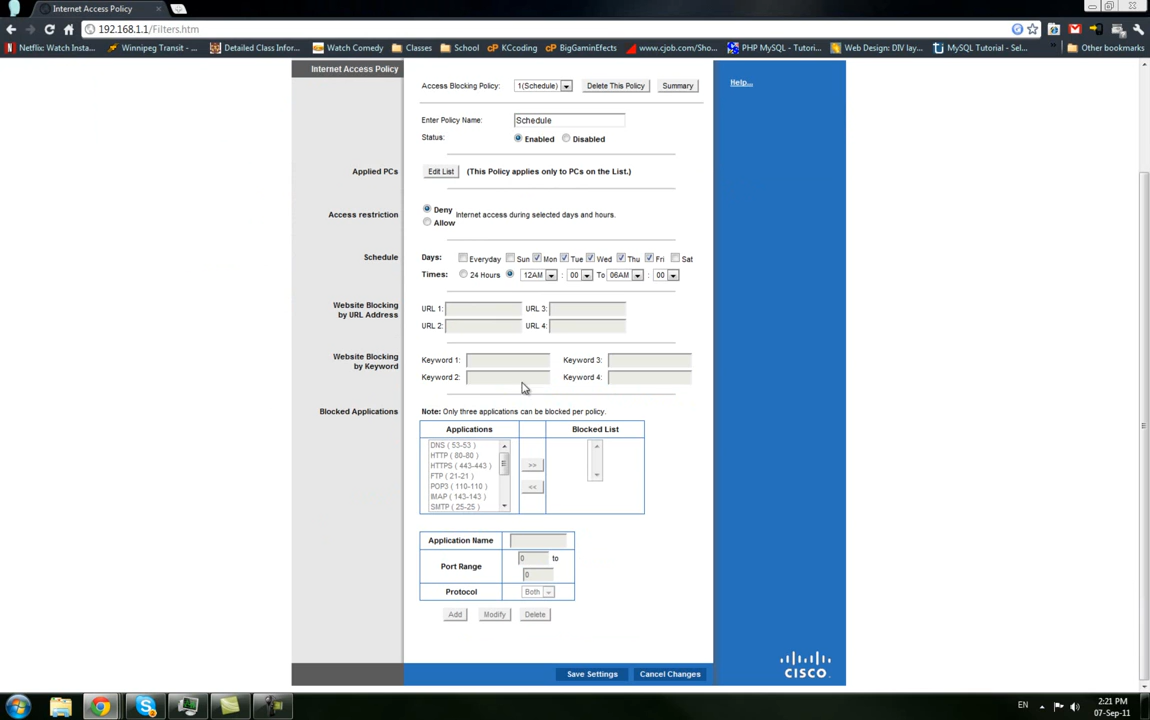 Internet Access Policy
192.168.1.1/Filters.htm
Netflix Watch Inst...
Winnipeg Transit - ...
Detailed Class Infor...
Watch Comedy
Classes
School
KCcoding
BigGaminEfects
www.cjob.com/Sho...
PHP MySQL - Tutori...
Web Design: DIV lay...
MySQL Tutorial - Sel...
Other bookmarks
Internet Access Policy
Access Blocking Policy: 1(Schedule) Delete This Policy Summary
Help...
Enter Policy Name: Schedule
Status: Enabled Disabled
Applied PCs Edit List (This Policy applies only to PCs on the List.)
Access restriction
Deny
Allow
Internet access during selected days and hours.
Schedule Days: Everyday Sun Mon Tue Wed Thu Fri Sat
Times: 24 Hours 12AM : 00 To 06AM : 00
Website Blocking
by URL Address
URL 1: URL 3:
URL 2: URL 4:
Website Blocking
by Keyword
Keyword 1: Keyword 3:
Keyword 2: Keyword 4:
Blocked Applications Note: Only three applications can be blocked per policy.
Applications Blocked List
DNS ( 53-53 )
HTTP ( 80-80 )
HTTPS ( 443-443 )
FTP ( 21-21 )
POP3 ( 110-110 )
IMAP ( 143-143 )
SMTP ( 25-25 )
>>
<<
Application Name
Port Range 0 to
0
Protocol Both
Add Modify Delete
Save Settings Cancel Changes
CISCO
EN
2:21 PM
07-Sep-11